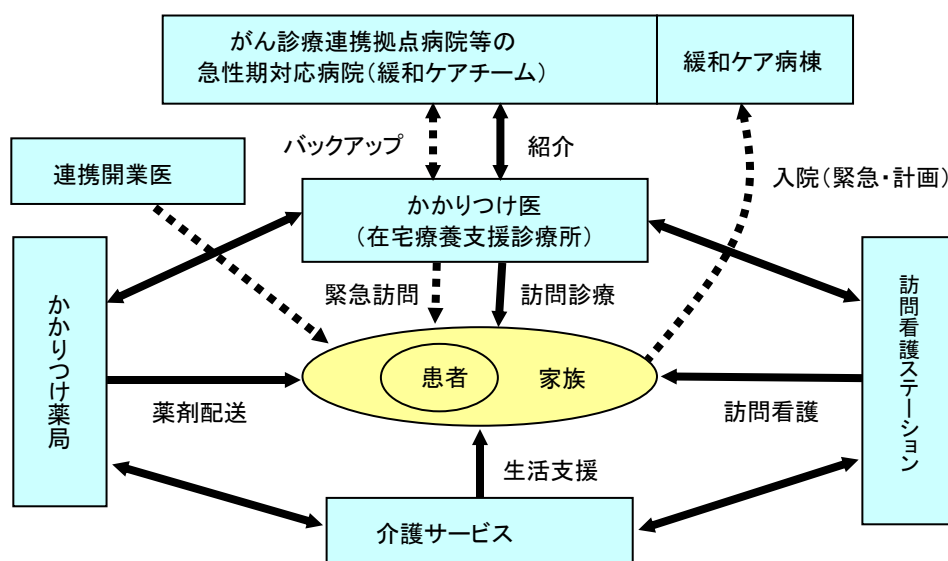 がん診療連携拠点病院等の
急性期対応病院（緩和ケアチーム）
緩和ケア病棟
バックアップ
紹介
連携開業医
入院（緊急・計画）
かかりつけ医
（在宅療養支援診療所）
緊急訪問
訪問診療
かかりつけ薬局
訪問看護ステーション
患者
家族
薬剤配送
訪問看護
生活支援
介護サービス